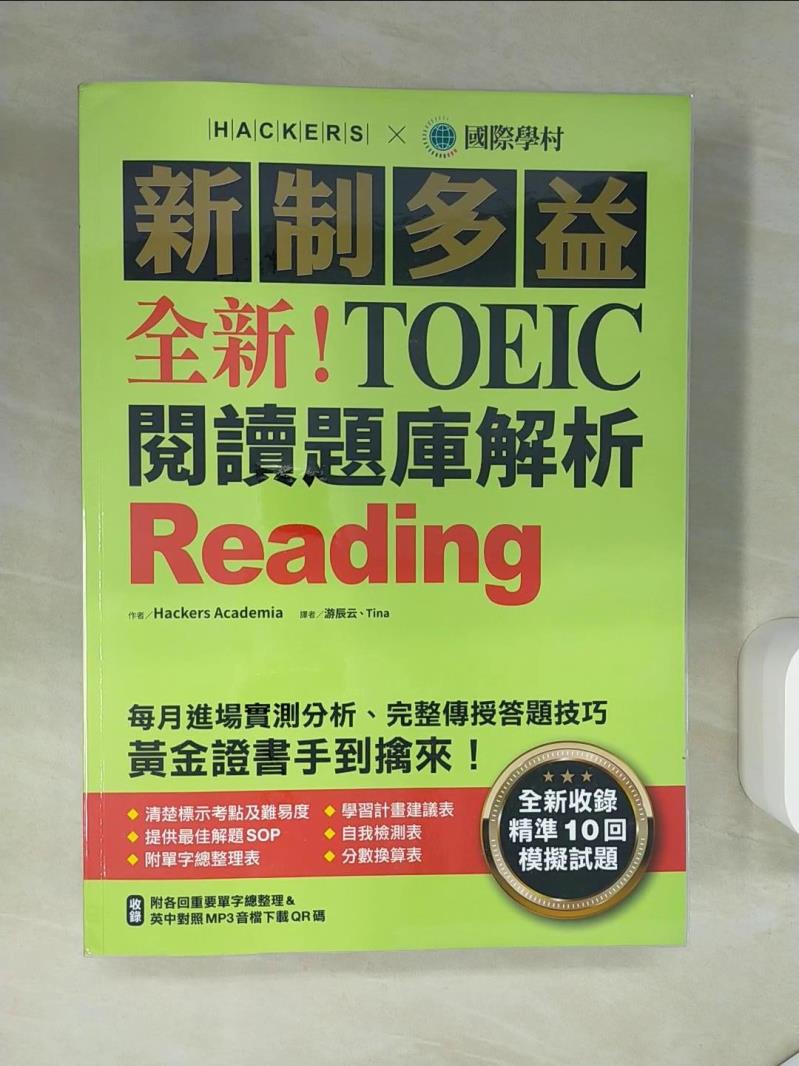 HACKERS × 國際學村
新制多益
全新！TOEIC
閱讀題庫解析
Reading
作者／Hackers Academia 譯者／游辰云、Tina
每月進場實測分析、完整傳授答題技巧
黃金證書手到擒來！
◆ 清楚標示考點及難易度 ◆ 學習計畫建議表
◆ 提供最佳解題SOP ◆ 自我檢測表
◆ 附單字總整理表 ◆ 分數換算表
★★★
全新收錄
精準10回
模擬試題
收錄 附各回重要單字總整理&
英中對照MP3音檔下載QR碼